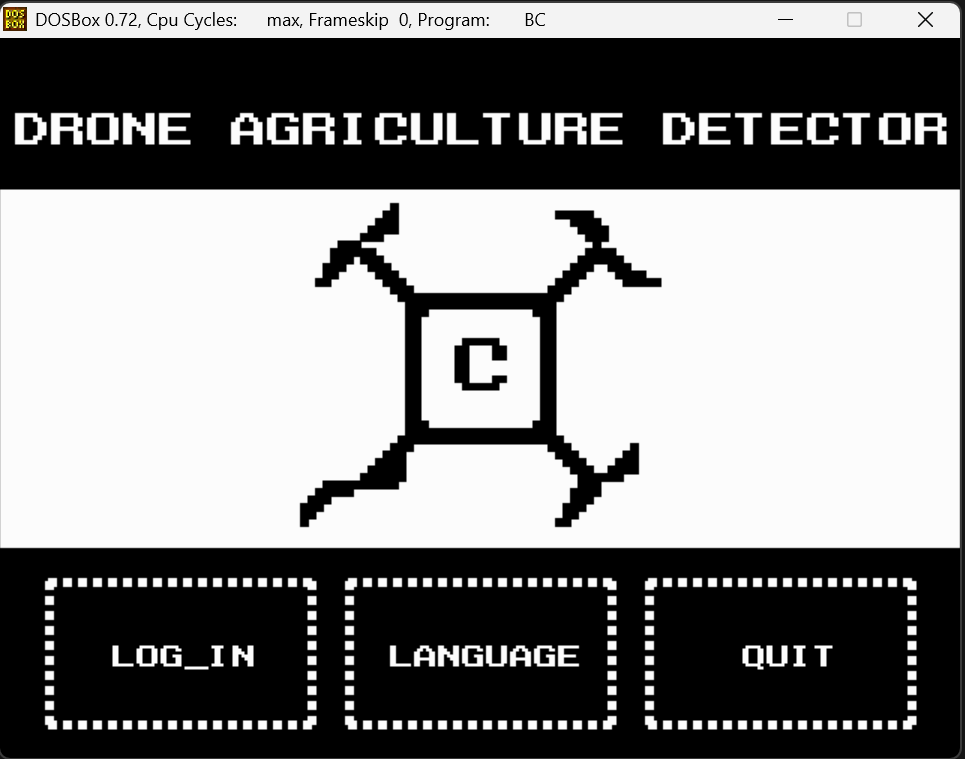 DOSBox 0.72, Cpu Cycles: max, Frameskip 0, Program: BC
DRONE AGRICULTURE DETECTOR
C
LOG_IN LANGUAGE QUIT